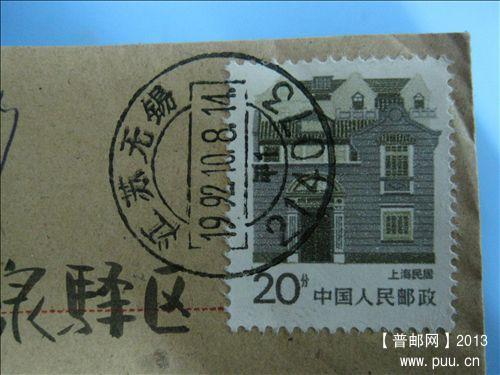 江苏无锡
1992.10.8.14
214013
上海民居
20分 中国人民邮政
泉驿区
【普邮网】2013
www.puu.cn